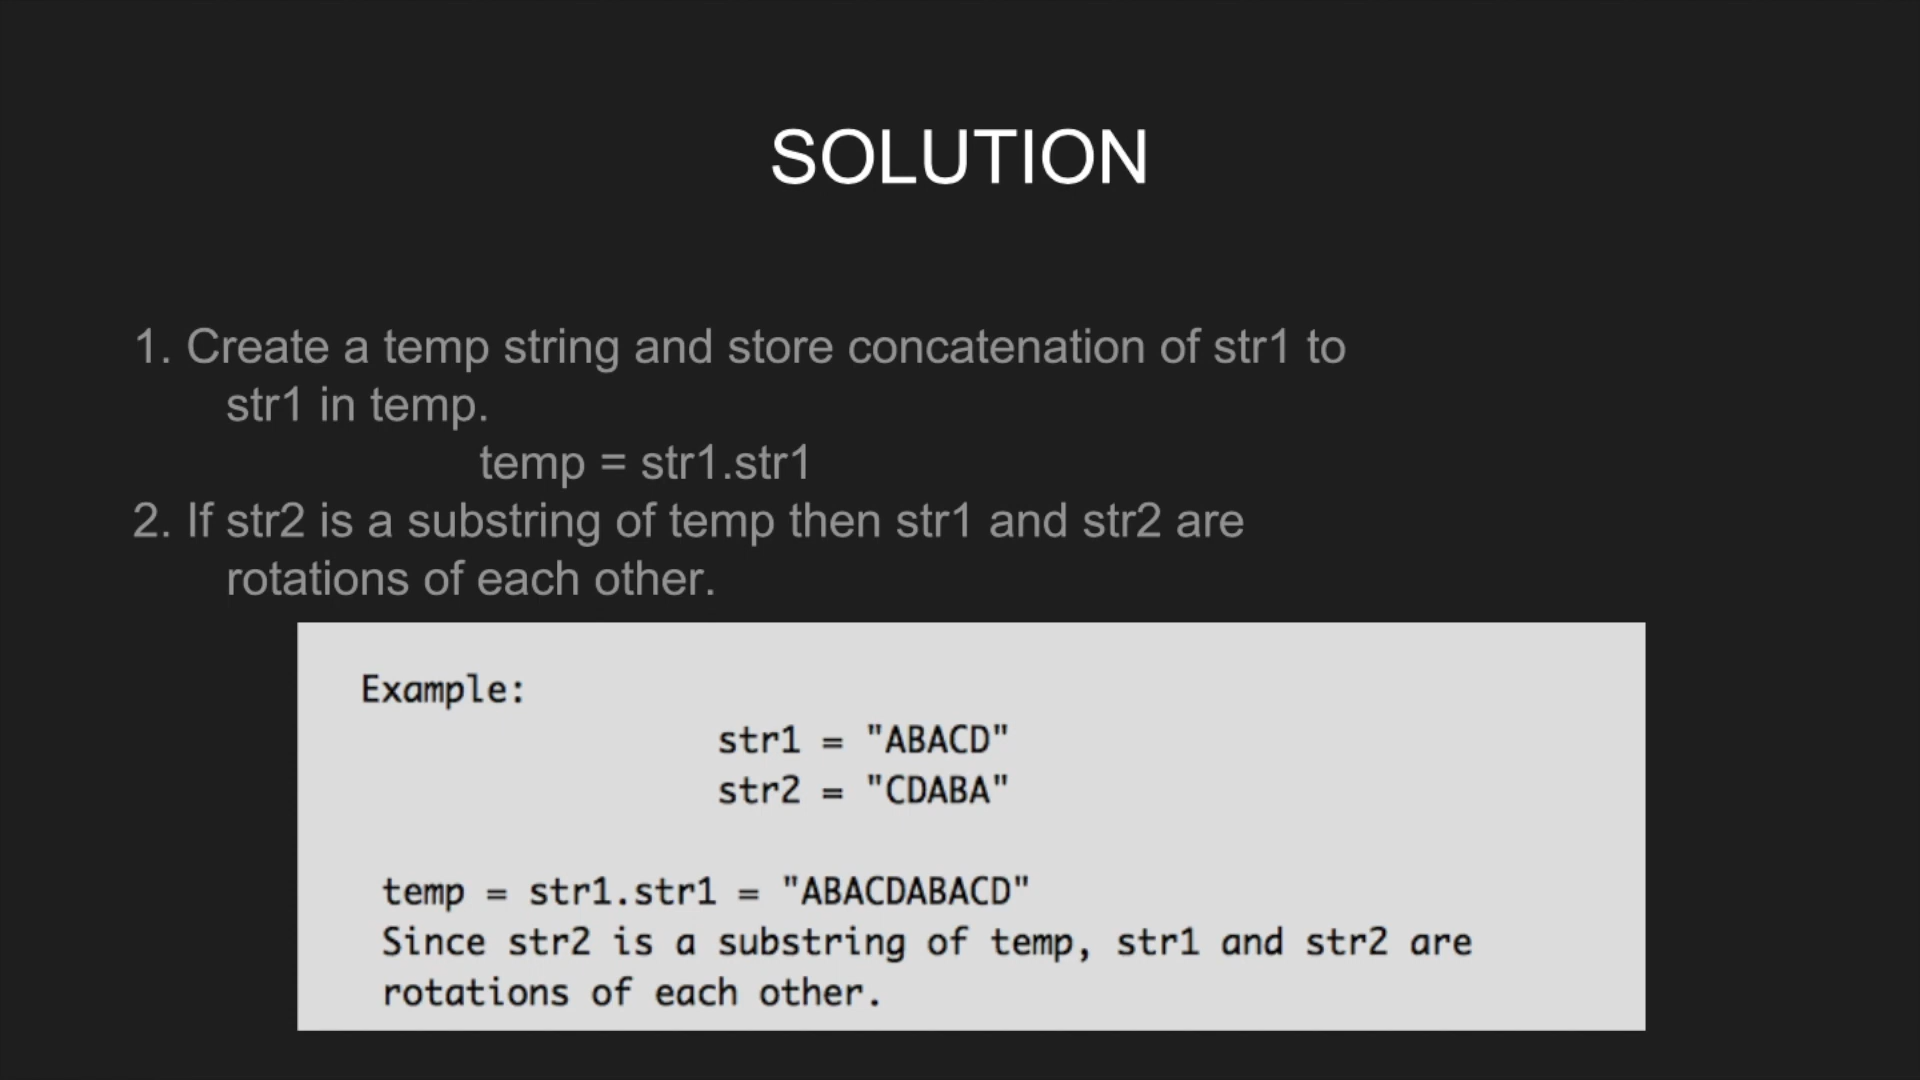 SOLUTION
1. Create a temp string and store concatenation of str1 to
str1 in temp.
temp = str1.str1
2. If str2 is a substring of temp then str1 and str2 are
rotations of each other.
Example:
str1 = "ABACD"
str2 = "CDABA"
temp = str1.str1 = "ABACDABACD"
Since str2 is a substring of temp, str1 and str2 are
rotations of each other.